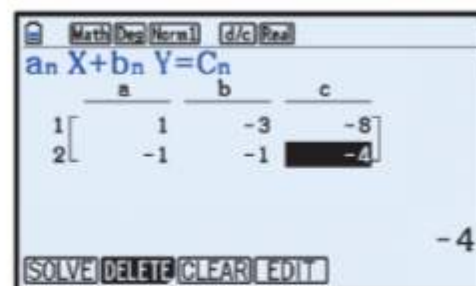 Math Deg Norm1 d/c Real
an X+bn Y=Cn
a b c
1 1 -3 -8
2 -1 -1 -4
-4
SOLVE DELETE CLEAR EDIT